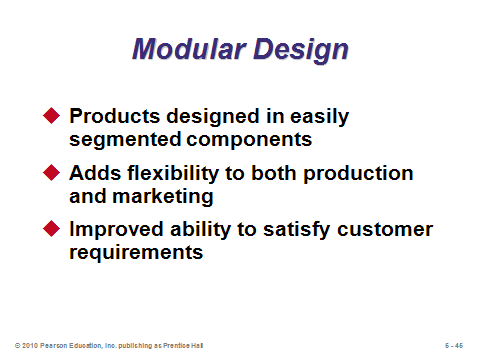 Modular Design
Products designed in easily
segmented components
Adds flexibility to both production
and marketing
Improved ability to satisfy customer
requirements
© 2010 Pearson Education, Inc. publishing as Prentice Hall
5 - 45